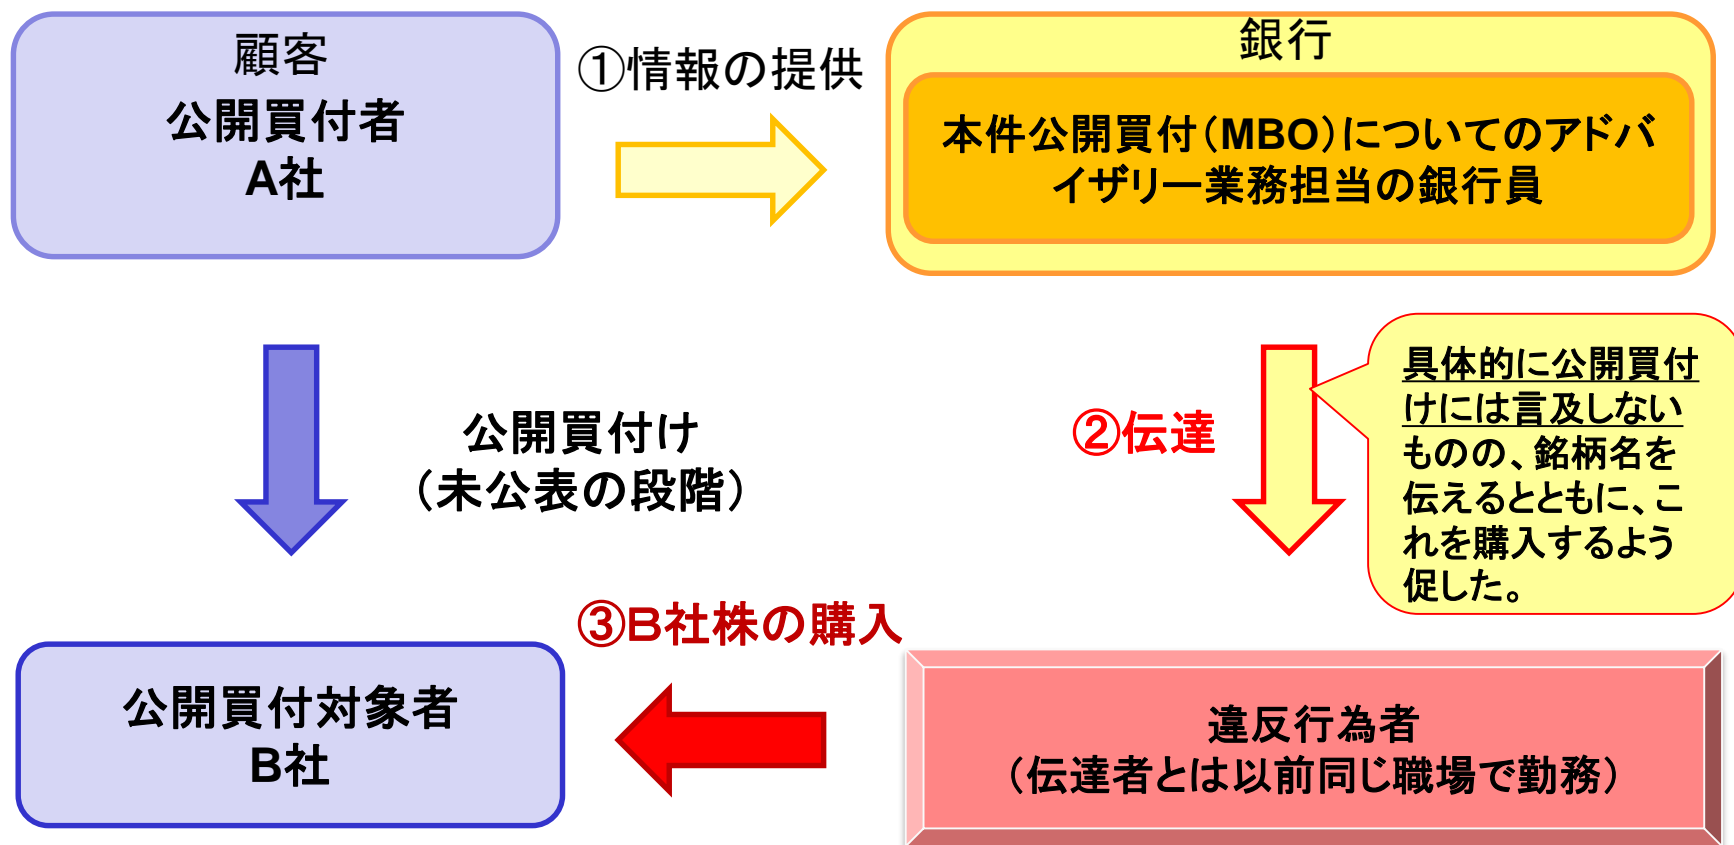 顧客
公開買付者
A社
①情報の提供
銀行
本件公開買付(MBO)についてのアドバ
イザリー業務担当の銀行員
公開買付け
(未公表の段階)
②伝達
具体的に公開買付
けには言及しない
ものの、銘柄名を
伝えるとともに、こ
れを購入するよう
促した。
③B社株の購入
公開買付対象者
B社
違反行為者
(伝達者とは以前同じ職場で勤務)